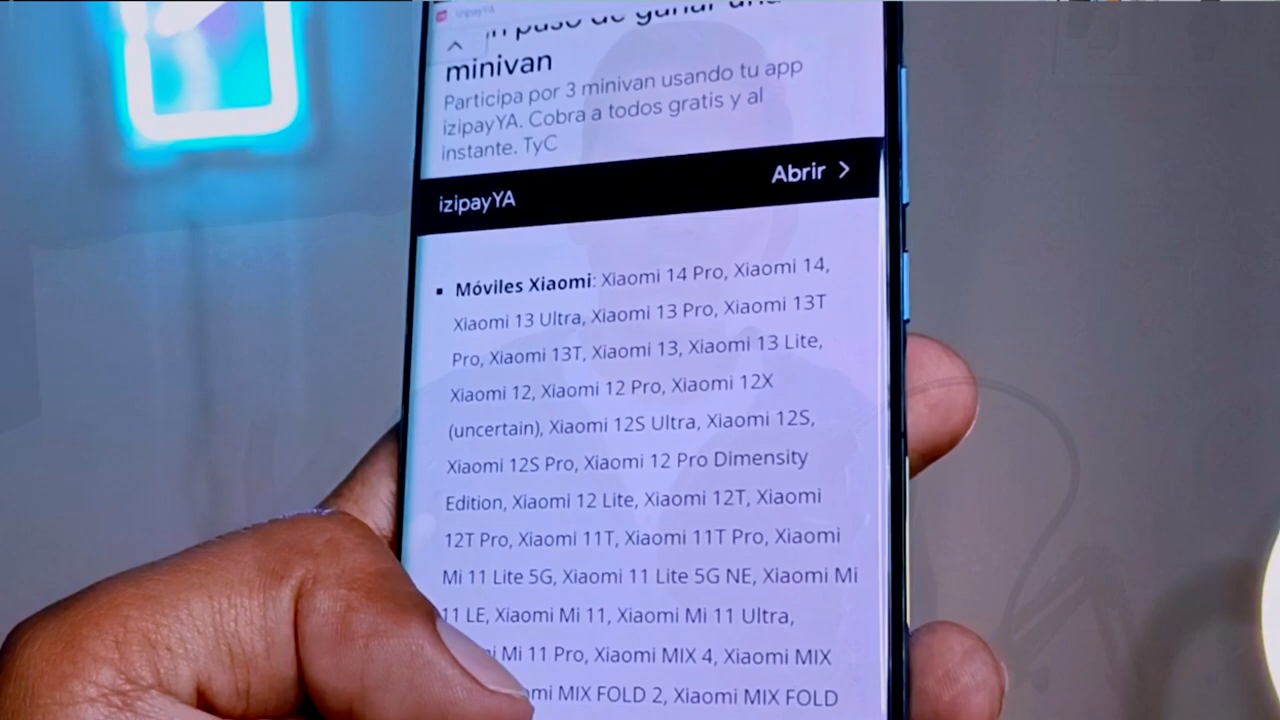 izipayYA
paso de ganar una
minivan
Participa por 3 minivan usando tu app
izipayYA. Cobra a todos gratis y al
instante. TyC
Abrir
izipayYA
▪ Móviles Xiaomi: Xiaomi 14 Pro, Xiaomi 14,
Xiaomi 13 Ultra, Xiaomi 13 Pro, Xiaomi 13T
Pro, Xiaomi 13T, Xiaomi 13, Xiaomi 13 Lite,
Xiaomi 12, Xiaomi 12 Pro, Xiaomi 12X
(uncertain), Xiaomi 12S Ultra, Xiaomi 12S,
Xiaomi 12S Pro, Xiaomi 12 Pro Dimensity
Edition, Xiaomi 12 Lite, Xiaomi 12T, Xiaomi
12T Pro, Xiaomi 11T, Xiaomi 11T Pro, Xiaomi
Mi 11 Lite 5G, Xiaomi 11 Lite 5G NE, Xiaomi Mi
11 LE, Xiaomi Mi 11, Xiaomi Mi 11 Ultra,
Mi 11 Pro, Xiaomi MIX 4, Xiaomi MIX
MIX FOLD 2, Xiaomi MIX FOLD